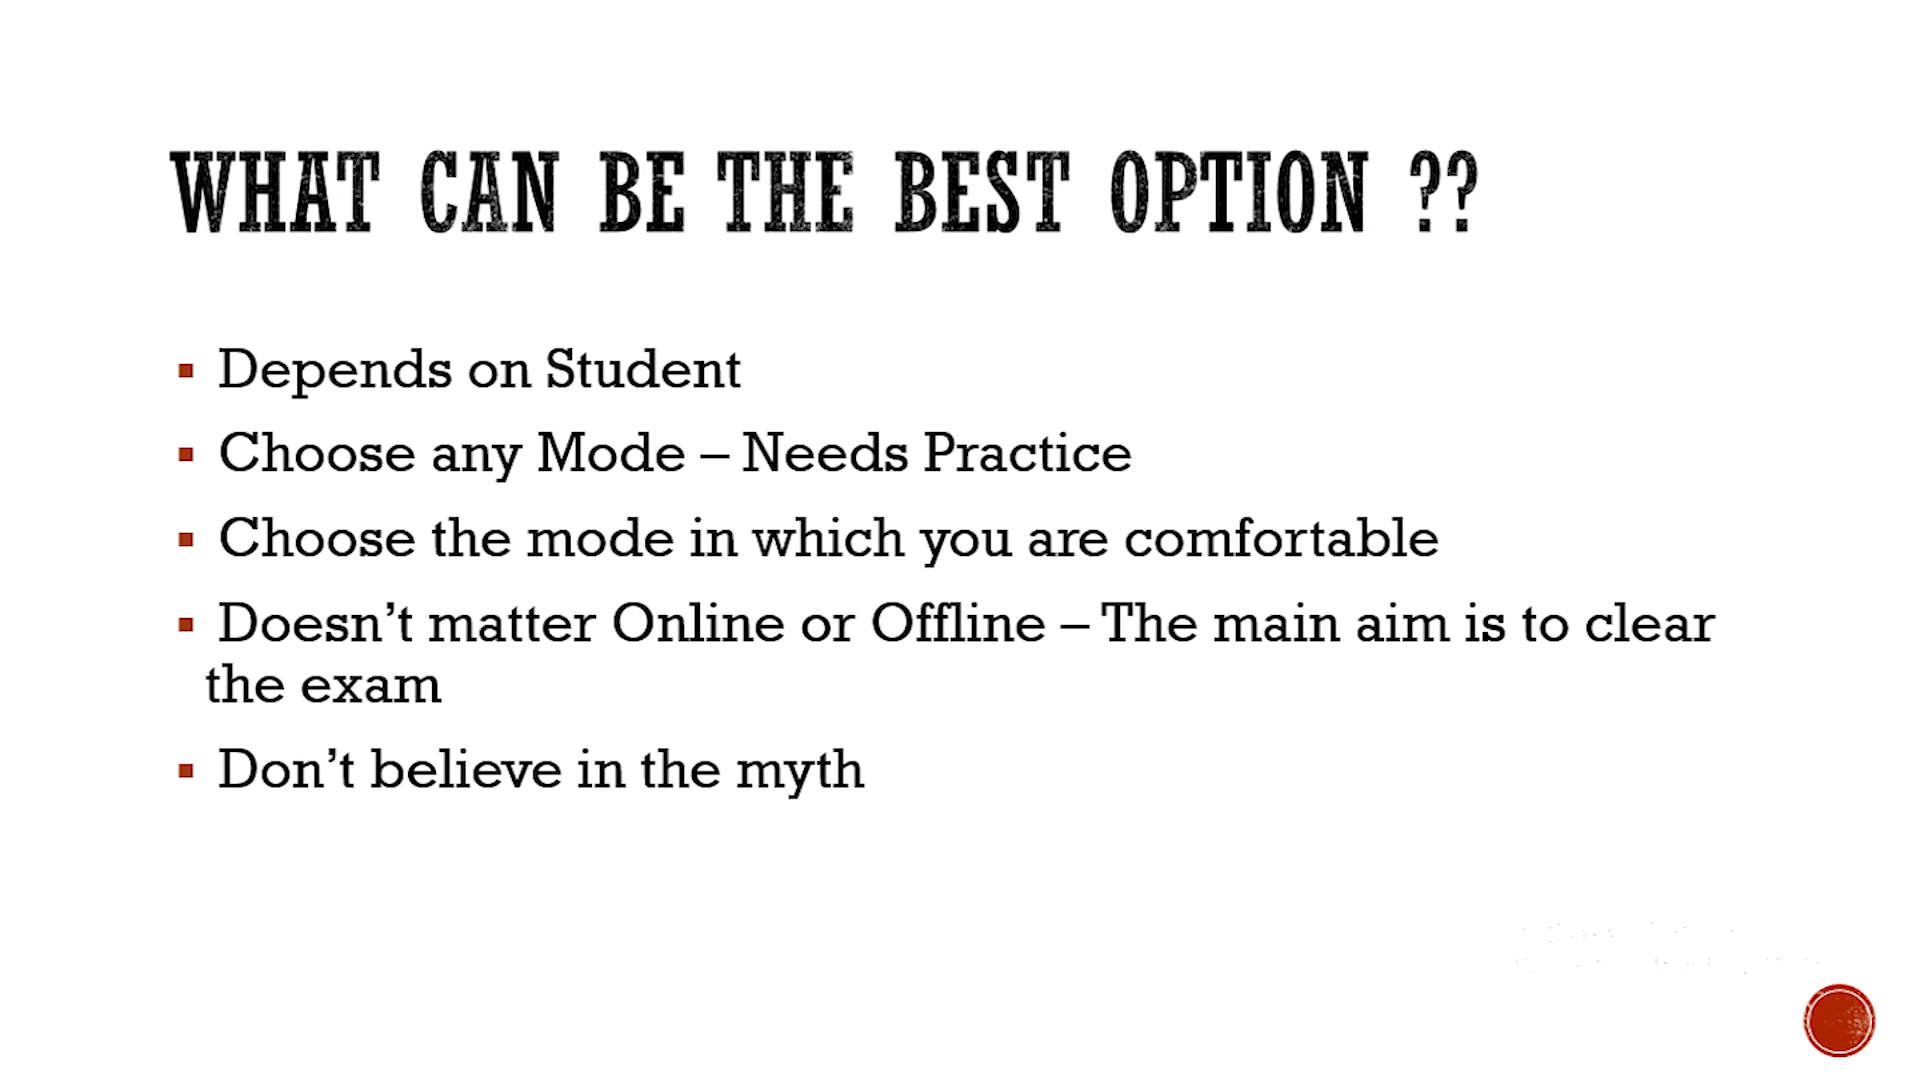 WHAT CAN BE THE BEST OPTION ??
Depends on Student
Choose any Mode – Needs Practice
Choose the mode in which you are comfortable
Doesn’t matter Online or Offline – The main aim is to clear
the exam
Don’t believe in the myth